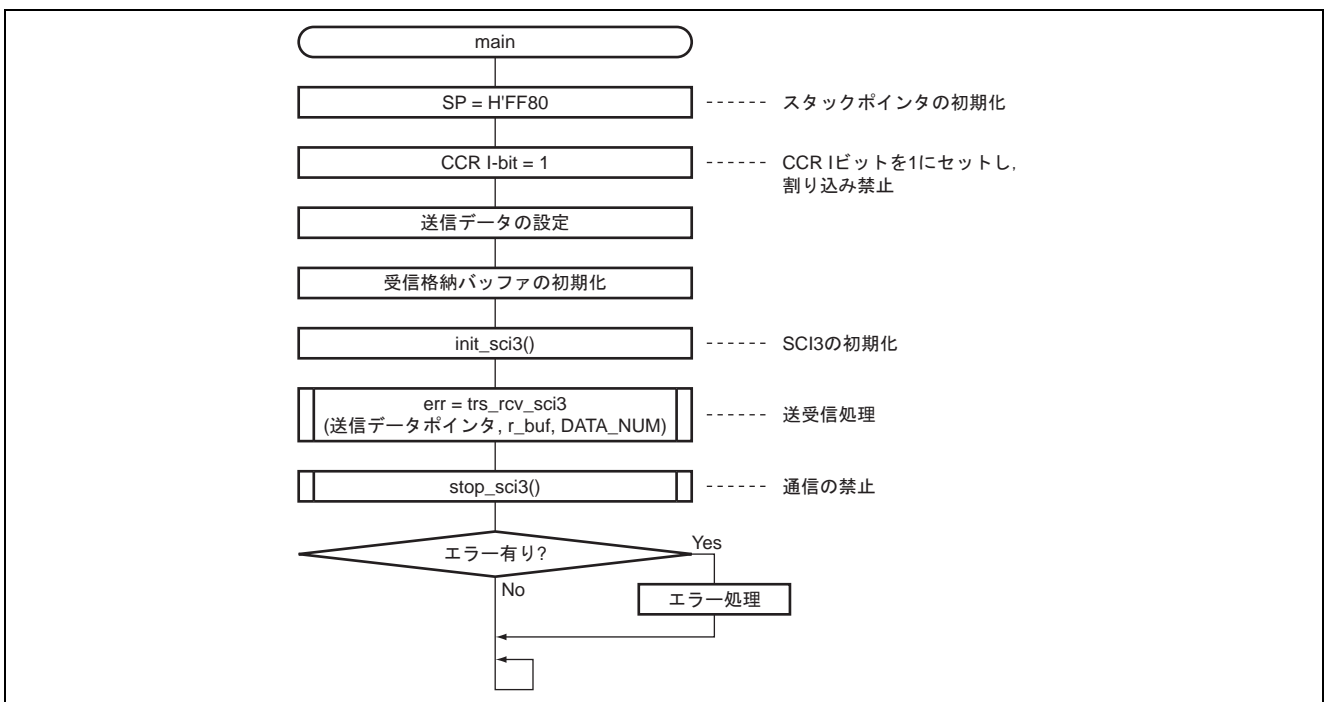 main
SP = H'FF80
スタックポインタの初期化
CCR I-bit = 1
CCR Iビットを1にセットし,
割り込み禁止
送信データの設定
受信格納バッファの初期化
init_sci3()
SCI3の初期化
err = trs_rcv_sci3
(送信データポインタ, r_buf, DATA_NUM)
送受信処理
stop_sci3()
通信の禁止
エラー有り?
Yes
No
エラー処理